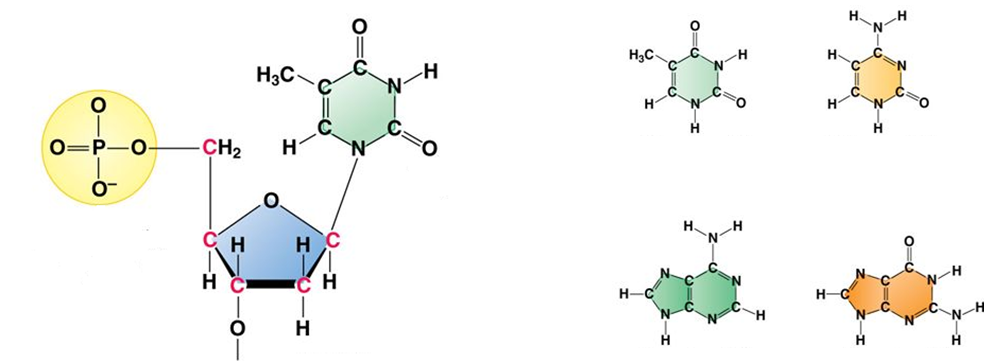 O
H₃C C H
C N
O
C C
O=P–O CH₂ H N O
O⁻
O
C H H C
H C C H
O H
O
H₃C C H
C N
C C
H N O
H
H H
N
H C
C N
H C C
N O
H
H H
N
N C
C N
H C
C C
N N H
H
O
N C H
C N
H C
C C
N N N H
H H